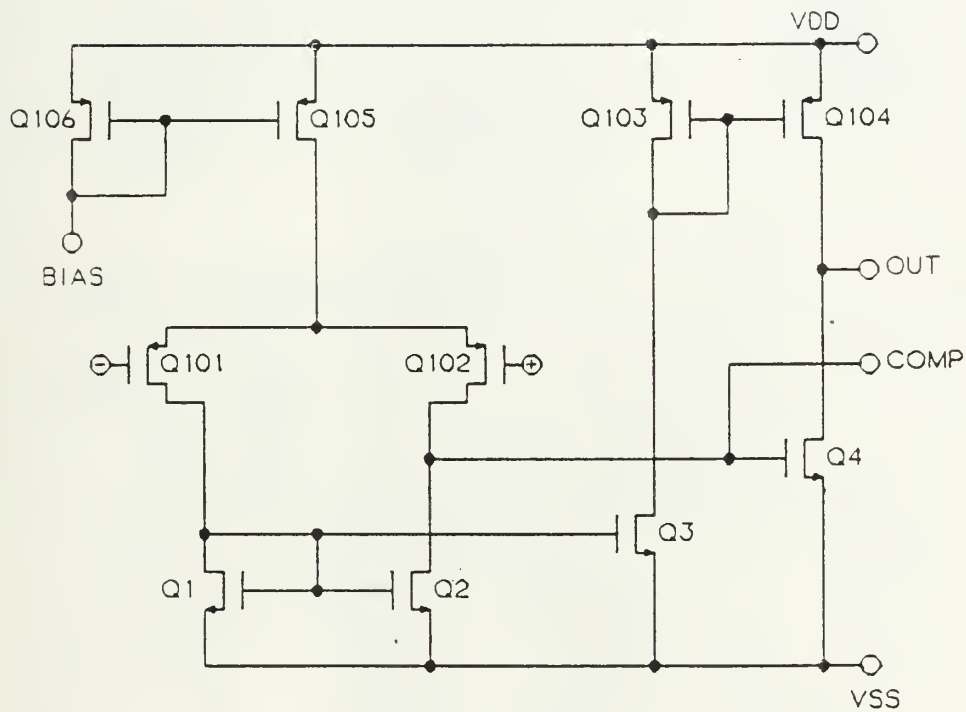 VDD
Q106
Q105
Q103
Q104
BIAS
OUT
Q101
Q102
COMP
Q4
Q3
Q1
Q2
VSS